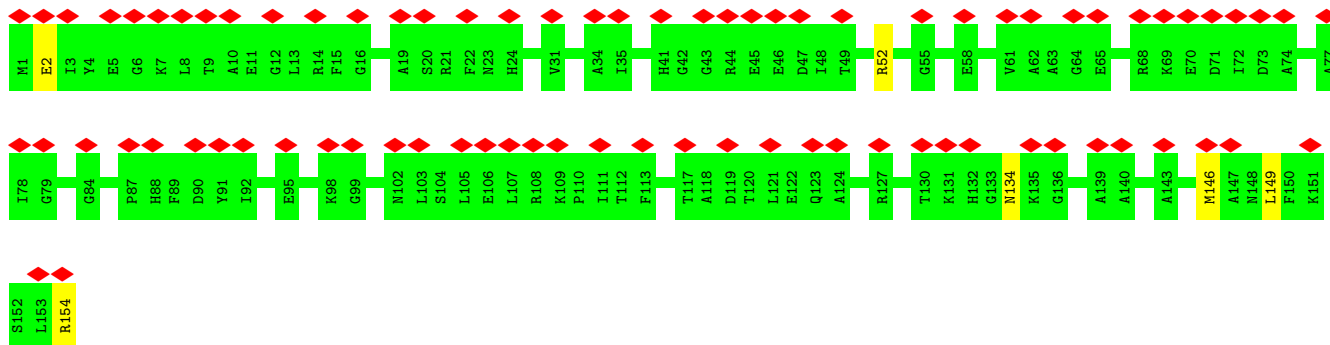 M1 E2 I3 Y4 E5 G6 K7 L8 T9 A10 E11 G12 L13 R14 F15 G16 A19 S20 R21 F22 N23 H24 V31 A34 I35 H41 G42 G43 R44 E45 E46 D47 I48 T49 R52 G55 E58 V61 A62 A63 G64 E65 R68 K69 E70 D71 I72 D73 A74 A77
I78 G79 G84 P87 H88 F89 D90 Y91 I92 E95 K98 G99 N102 L103 S104 L105 E106 L107 R108 K109 P110 I111 T112 F113 T117 A118 D119 T120 L121 E122 Q123 A124 R127 T130 K131 H132 G133 N134 K135 G136 A139 A140 A143 M146 A147 N148 L149 F150 K151
S152 L153 R154